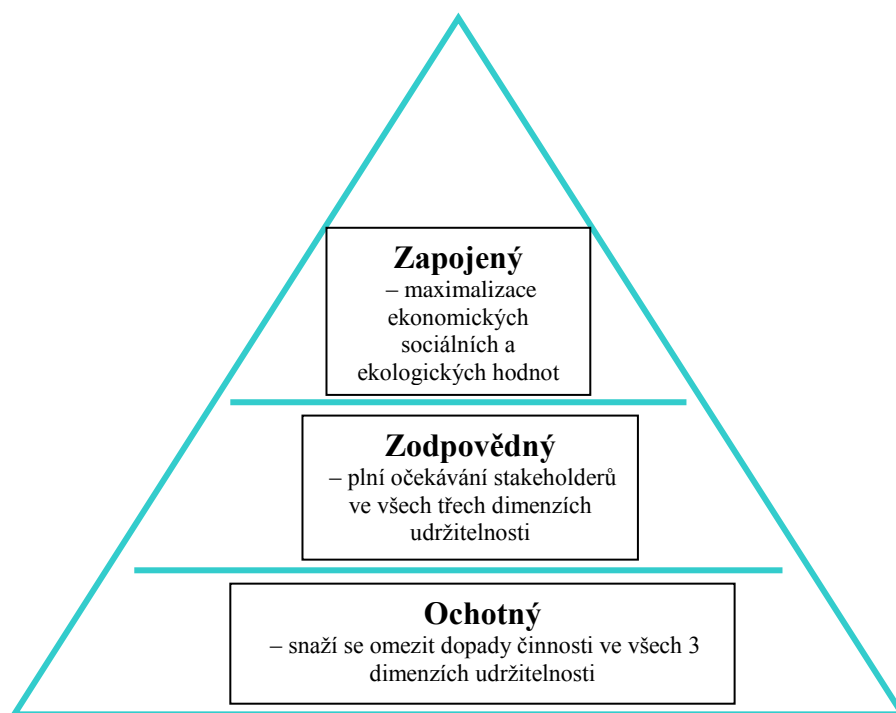 Zapojený
– maximalizace
ekonomických
sociálních a
ekologických hodnot
Zodpovědný
– plní očekávání stakeholderů
ve všech třech dimenzích
udržitelnosti
Ochotný
– snaží se omezit dopady činnosti ve všech 3
dimenzích udržitelnosti